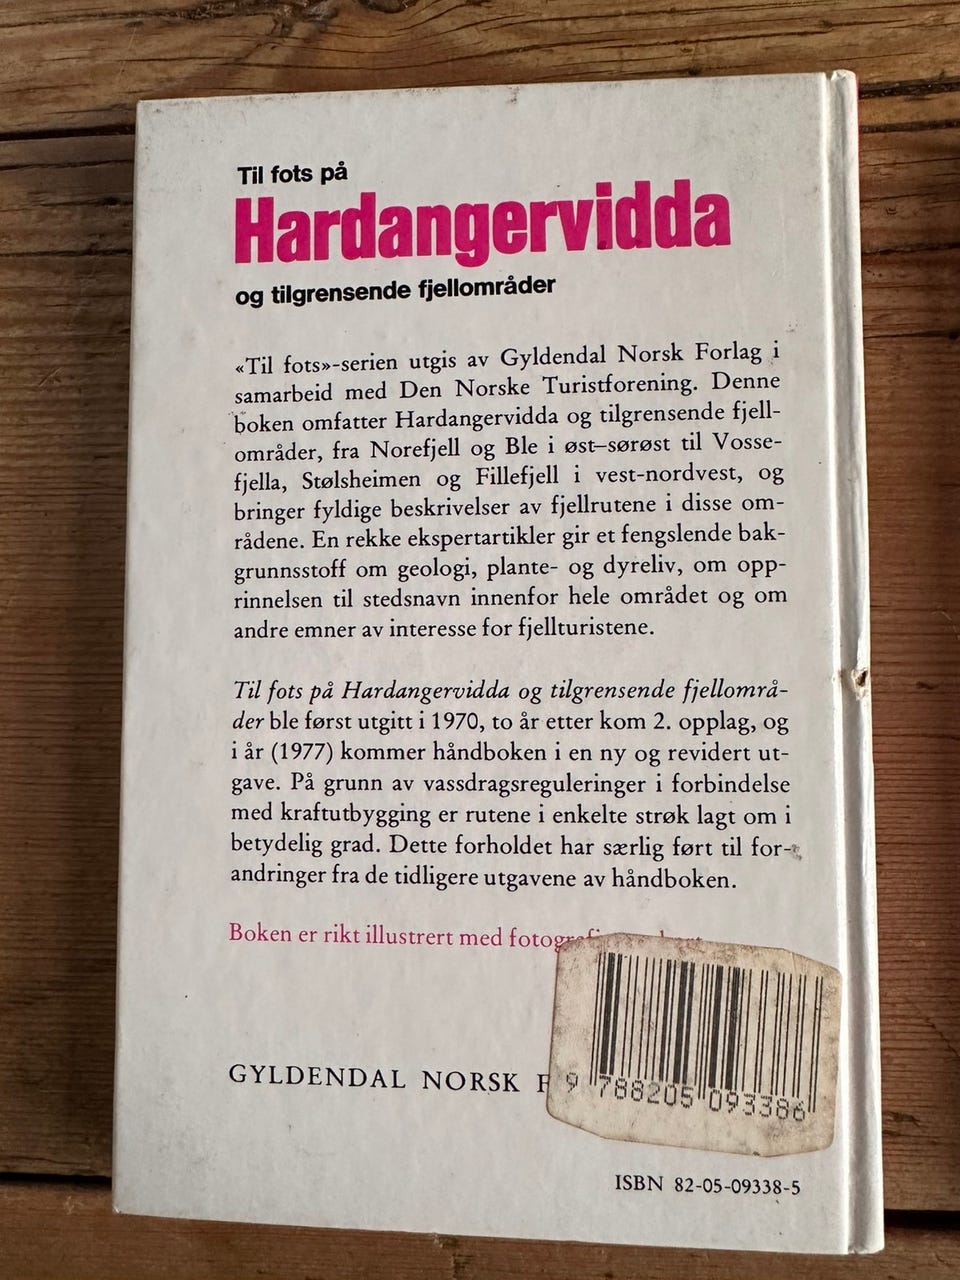 Til fots på
Hardangervidda
og tilgrensende fjellområder
«Til fots»-serien utgis av Gyldendal Norsk Forlag i
samarbeid med Den Norske Turistforening. Denne
boken omfatter Hardangervidda og tilgrensende fjell-
områder, fra Norefjell og Ble i øst–sørøst til Vosse-
fjella, Stølsheimen og Fillefjell i vest-nordvest, og
bringer fyldige beskrivelser av fjellrutene i disse om-
rådene. En rekke ekspertartikler gir et fengslende bak-
grunnsstoff om geologi, plante- og dyreliv, om opp-
rinnelsen til stedsnavn innenfor hele området og om
andre emner av interesse for fjellturistene.
Til fots på Hardangervidda og tilgrensende fjellområ-
der ble først utgitt i 1970, to år etter kom 2. opplag, og
i år (1977) kommer håndboken i en ny og revidert ut-
gave. På grunn av vassdragsreguleringer i forbindelse
med kraftutbygging er rutene i enkelte strøk lagt om i
betydelig grad. Dette forholdet har særlig ført til for-
andringer fra de tidligere utgavene av håndboken.
Boken er rikt illustrert med
GYLDENDAL NORSK
9 788205 093386
ISBN 82-05-09338-5